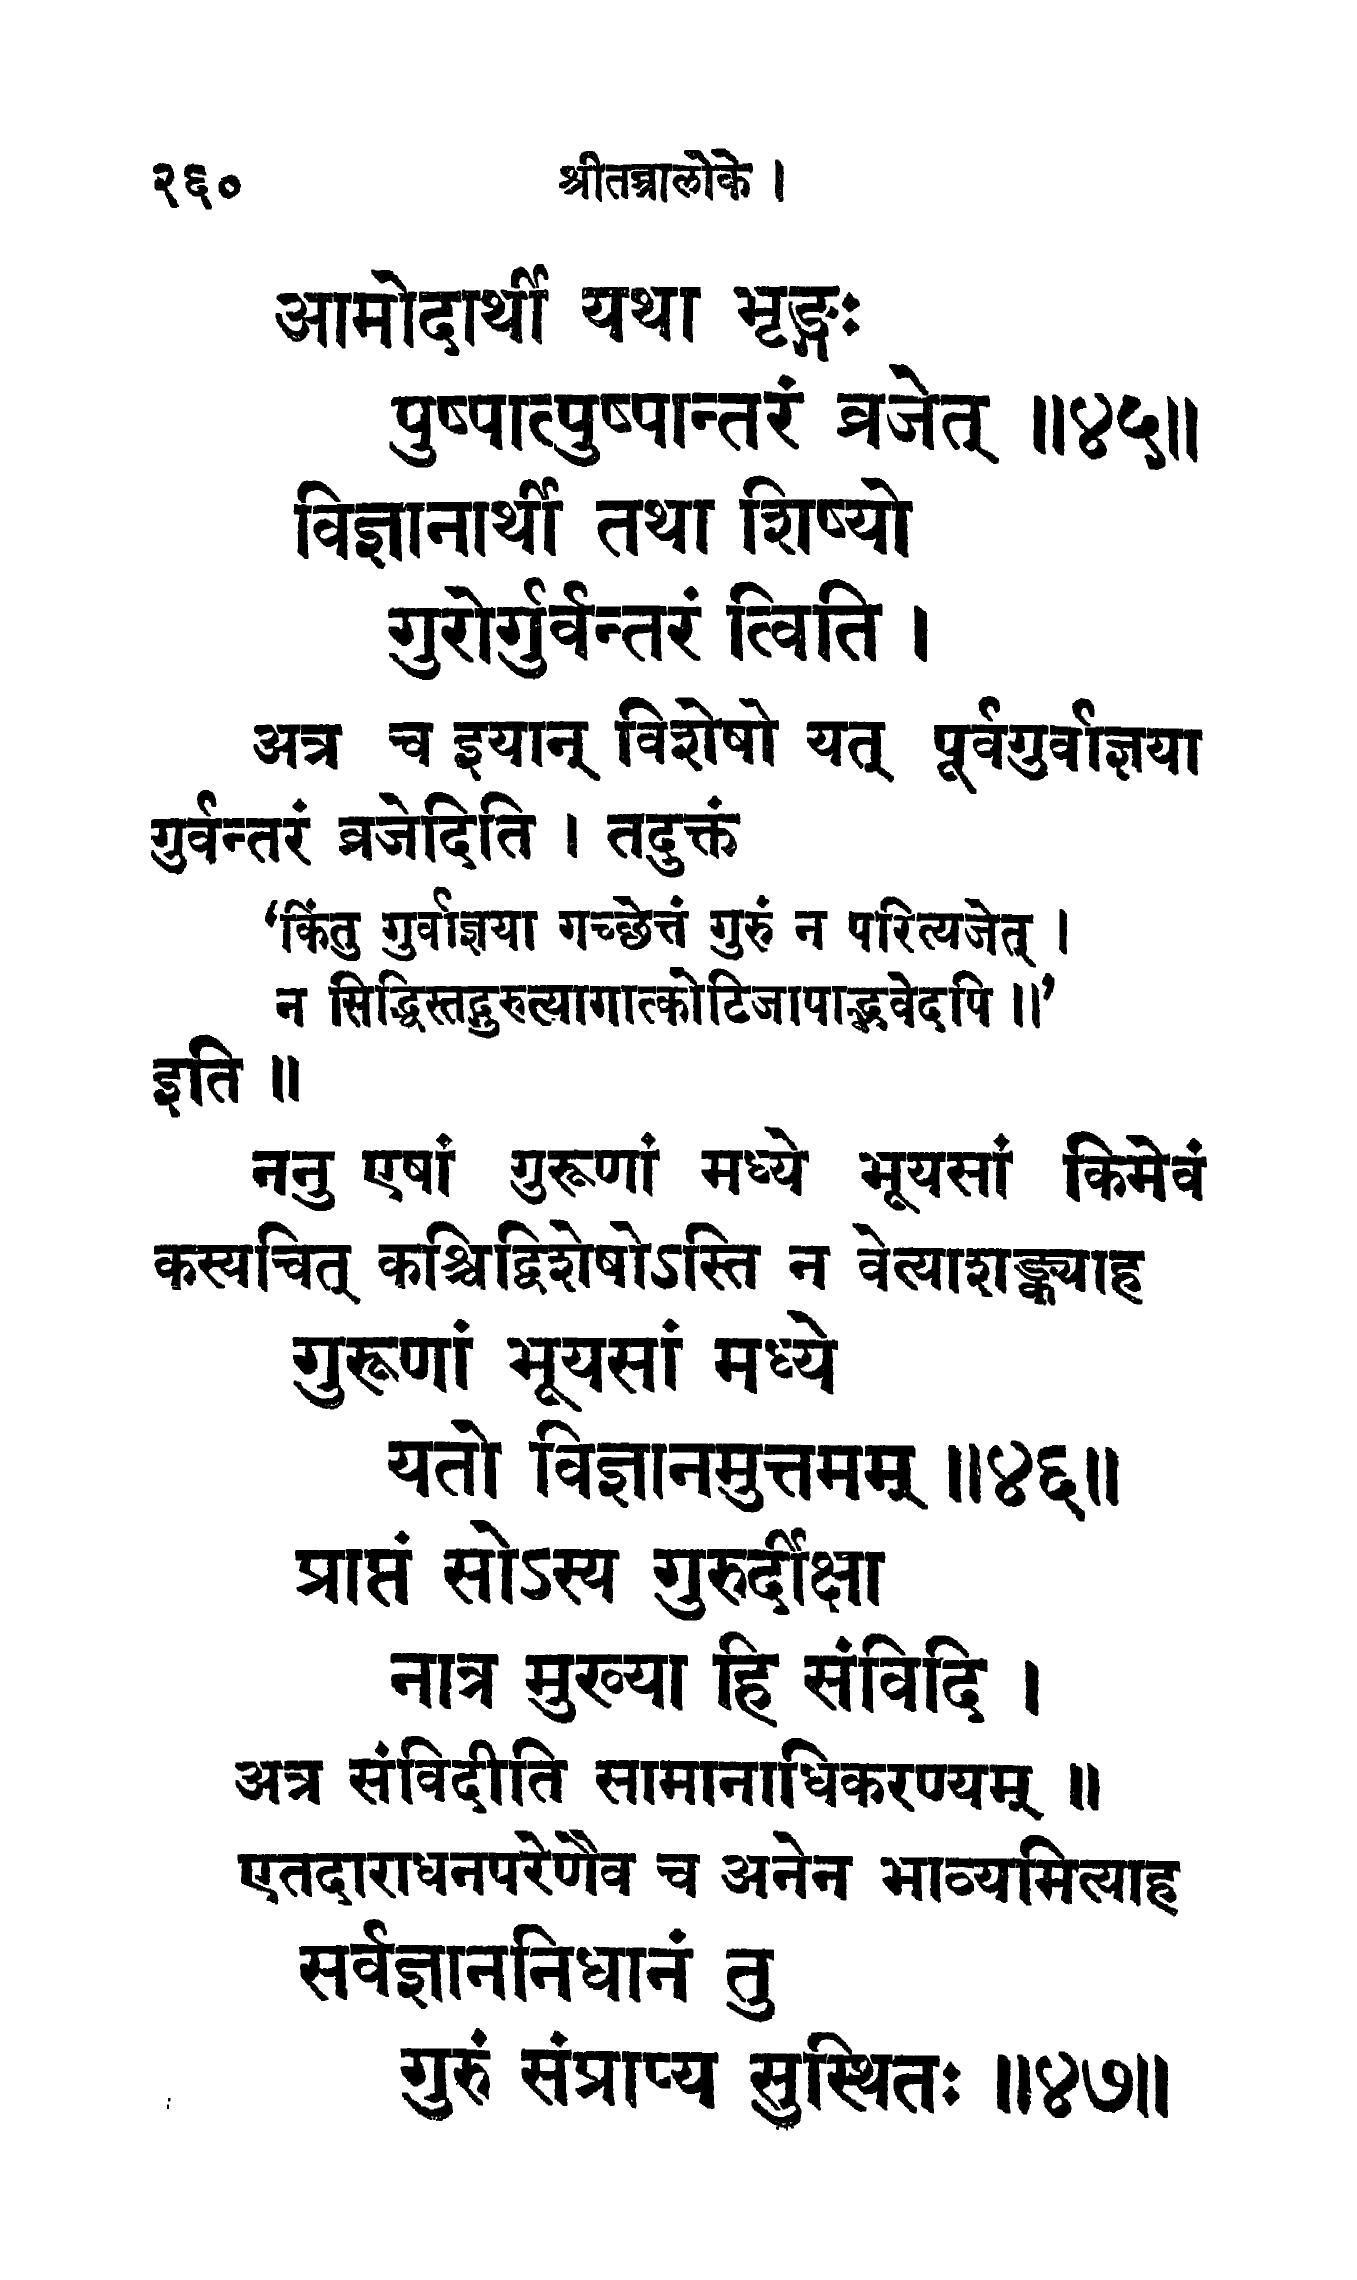 २६० श्रीतन्त्रालोके ।
आमोदार्थी यथा भृङ्गः
पुष्पात्पुष्पान्तरं व्रजेत् ॥४५॥
विज्ञानार्थी तथा शिष्यो
गुरोर्गुर्वन्तरं त्विति ।
अत्र च इयान् विशेषो यत् पूर्वगुर्वाज्ञया
गुर्वन्तरं व्रजेदिति । तदुक्तं
‘किंतु गुर्वाज्ञया गच्छेत्तं गुरुं न परित्यजेत् ।
न सिद्धिस्तद्गुरुत्यागात्कोटिजापाद्भवेदपि ॥’
इति ॥
ननु एषां गुरूणां मध्ये भूयसां किमेवं
कस्यचित् कश्चिद्विशेषोऽस्ति न वेत्याशङ्क्याह
गुरूणां भूयसां मध्ये
यतो विज्ञानमुत्तमम् ॥४६॥
प्राप्तं सोऽस्य गुरुर्दीक्षा
नात्र मुख्या हि संविदि ।
अत्र संविदीति सामानाधिकरण्यम् ॥
एतदाराधनपरेणैव च अनेन भाव्यमित्याह
सर्वज्ञाननिधानं तु
गुरुं संप्राप्य सुस्थितः ॥४७॥